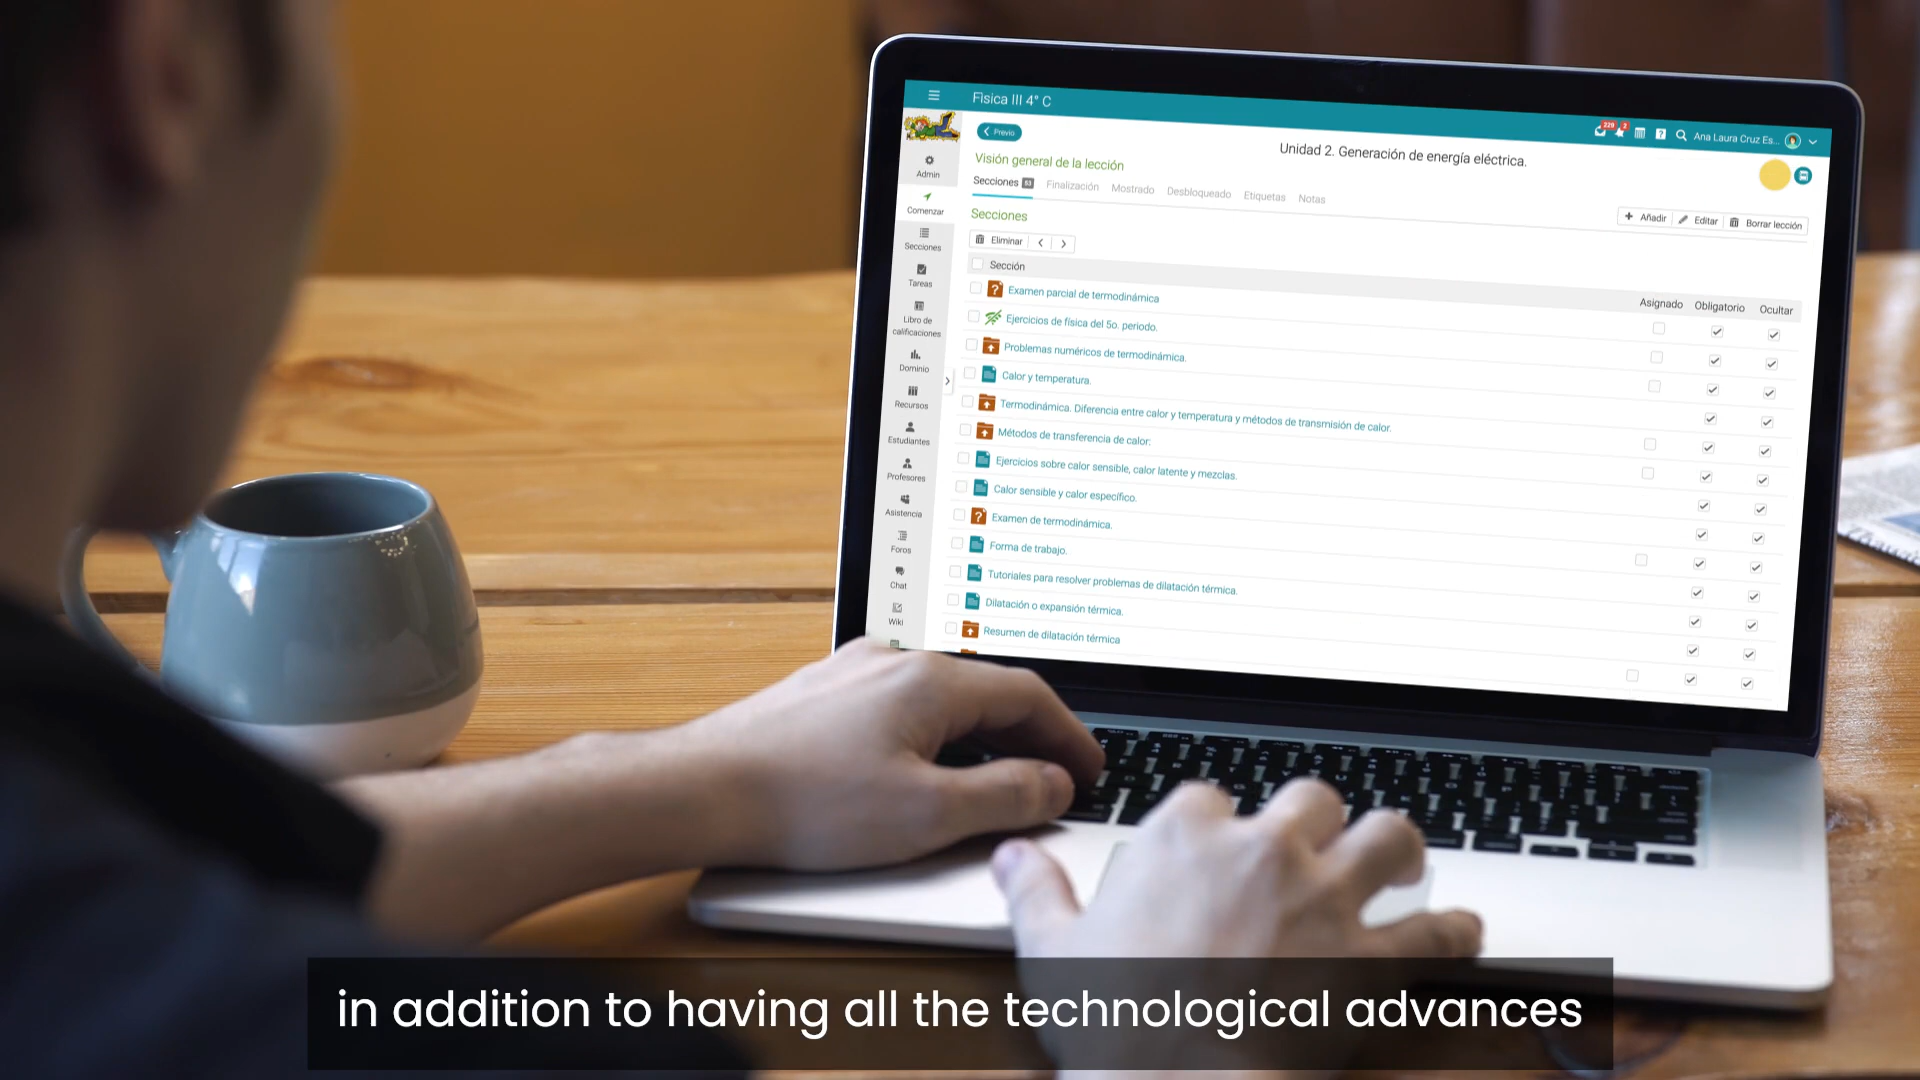 Física III 4° C
229
2
Ana Laura Cruz Es...
Previo
Unidad 2. Generación de energía eléctrica.
Visión general de la lección
Secciones 53 Finalización Mostrado Desbloqueado Etiquetas Notas
Añadir Editar Borrar lección
Secciones
Eliminar
Sección Asignado Obligatorio Ocultar
Examen parcial de termodinámica
Ejercicios de física del 5o. periodo.
Problemas numéricos de termodinámica.
Calor y temperatura.
Termodinámica. Diferencia entre calor y temperatura y métodos de transmisión de calor.
Métodos de transferencia de calor.
Ejercicios sobre calor sensible, calor latente y mezclas.
Calor sensible y calor específico.
Examen de termodinámica.
Forma de trabajo.
Tutoriales para resolver problemas de dilatación térmica.
Dilatación o expansión térmica.
Resumen de dilatación térmica
Admin
Comenzar
Secciones
Tareas
Libro de
calificaciones
Dominio
Recursos
Estudiantes
Profesores
Asistencia
Foros
Chat
Wiki
in addition to having all the technological advances